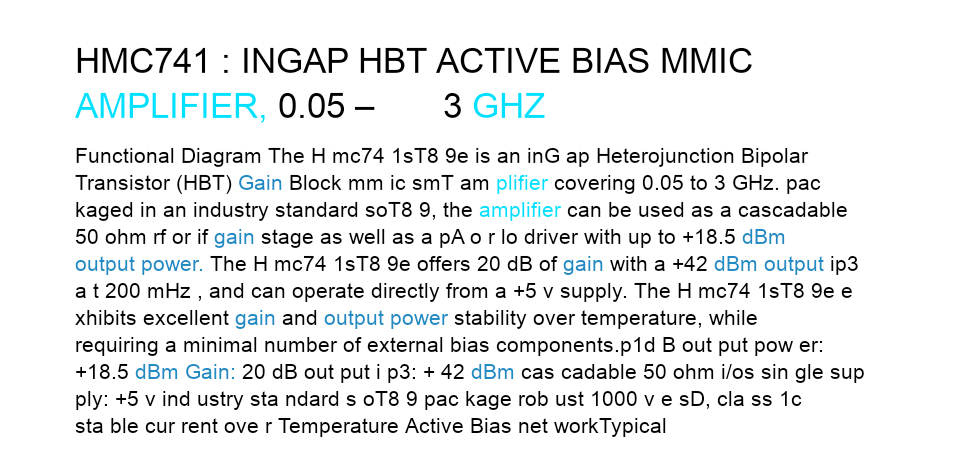 HMC741 : INGAP HBT ACTIVE BIAS MMIC
AMPLIFIER, 0.05 – 3 GHZ
Functional Diagram The H mc74 1sT8 9e is an inG ap Heterojunction Bipolar
Transistor (HBT) Gain Block mm ic smT am plifier covering 0.05 to 3 GHz. pac
kaged in an industry standard soT8 9, the amplifier can be used as a cascadable
50 ohm rf or if gain stage as well as a pA o r lo driver with up to +18.5 dBm
output power. The H mc74 1sT8 9e offers 20 dB of gain with a +42 dBm output ip3
a t 200 mHz , and can operate directly from a +5 v supply. The H mc74 1sT8 9e e
xhibits excellent gain and output power stability over temperature, while
requiring a minimal number of external bias components.p1d B out put pow er:
+18.5 dBm Gain: 20 dB out put i p3: + 42 dBm cas cadable 50 ohm i/os sin gle sup
ply: +5 v ind ustry sta ndard s oT8 9 pac kage rob ust 1000 v e sD, cla ss 1c
sta ble cur rent ove r Temperature Active Bias net workTypical